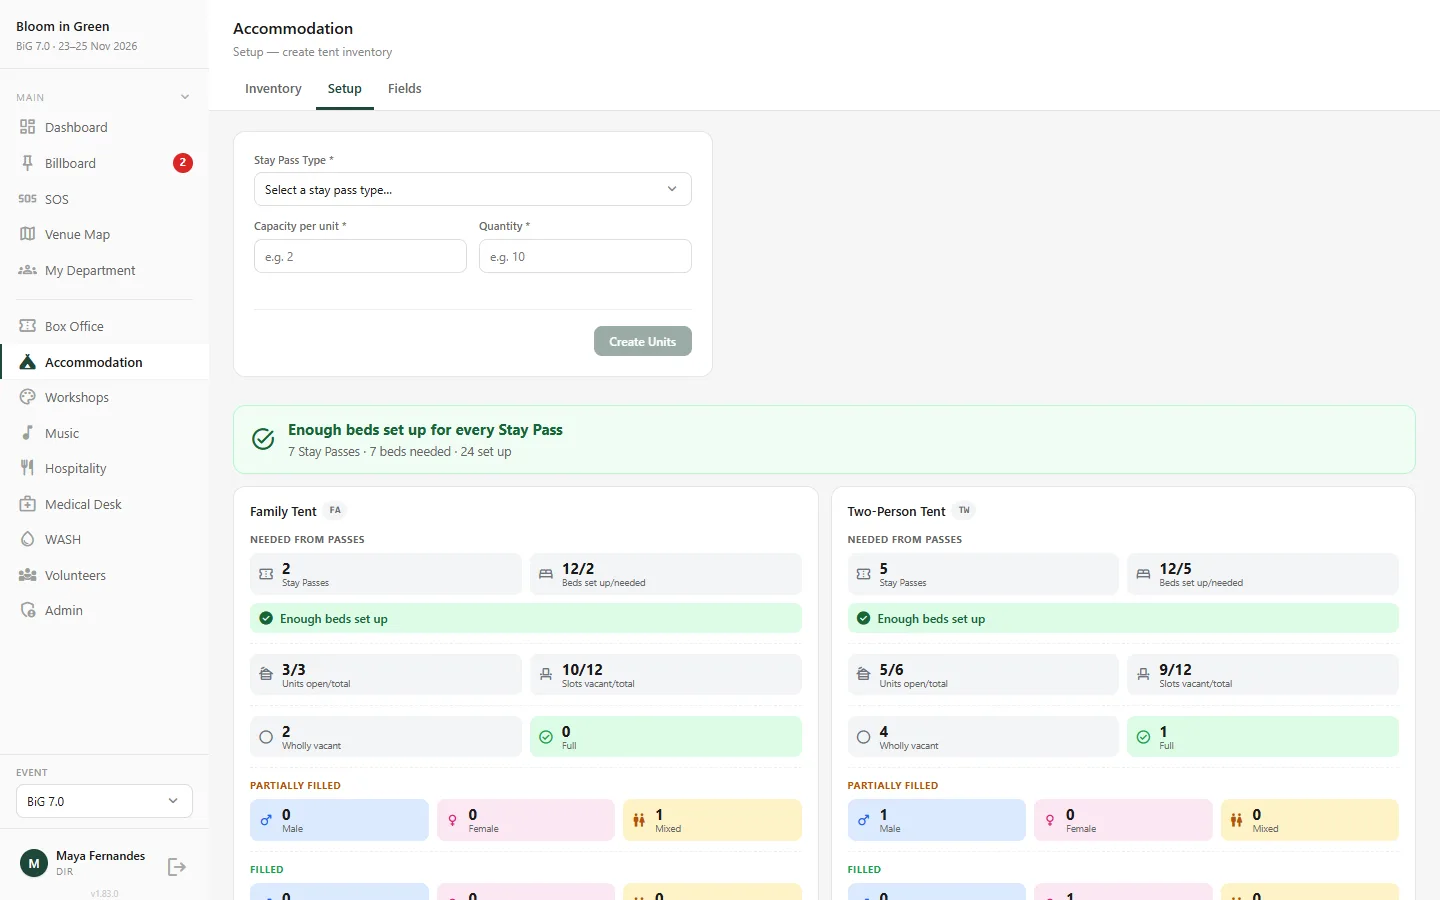 Bloom in Green
BiG 7.0 · 23–25 Nov 2026
MAIN
Dashboard
Billboard
2
SOS
SOS
Venue Map
My Department
Box Office
Accommodation
Workshops
Music
Hospitality
Medical Desk
WASH
Volunteers
Admin
EVENT
BiG 7.0
M
Maya Fernandes
DIR
v1.83.0
Accommodation
Setup — create tent inventory
Inventory
Setup
Fields
Stay Pass Type *
Select a stay pass type...
Capacity per unit *
Quantity *
e.g. 2
e.g. 10
Create Units
Enough beds set up for every Stay Pass
7 Stay Passes · 7 beds needed · 24 set up
Family Tent FA
NEEDED FROM PASSES
2
Stay Passes
12/2
Beds set up/needed
Enough beds set up
3/3
Units open/total
10/12
Slots vacant/total
2
Wholly vacant
0
Full
PARTIALLY FILLED
0
Male
0
Female
1
Mixed
FILLED
0
0
0
Two-Person Tent TW
NEEDED FROM PASSES
5
Stay Passes
12/5
Beds set up/needed
Enough beds set up
5/6
Units open/total
9/12
Slots vacant/total
4
Wholly vacant
1
Full
PARTIALLY FILLED
1
Male
0
Female
0
Mixed
FILLED
0
1
0